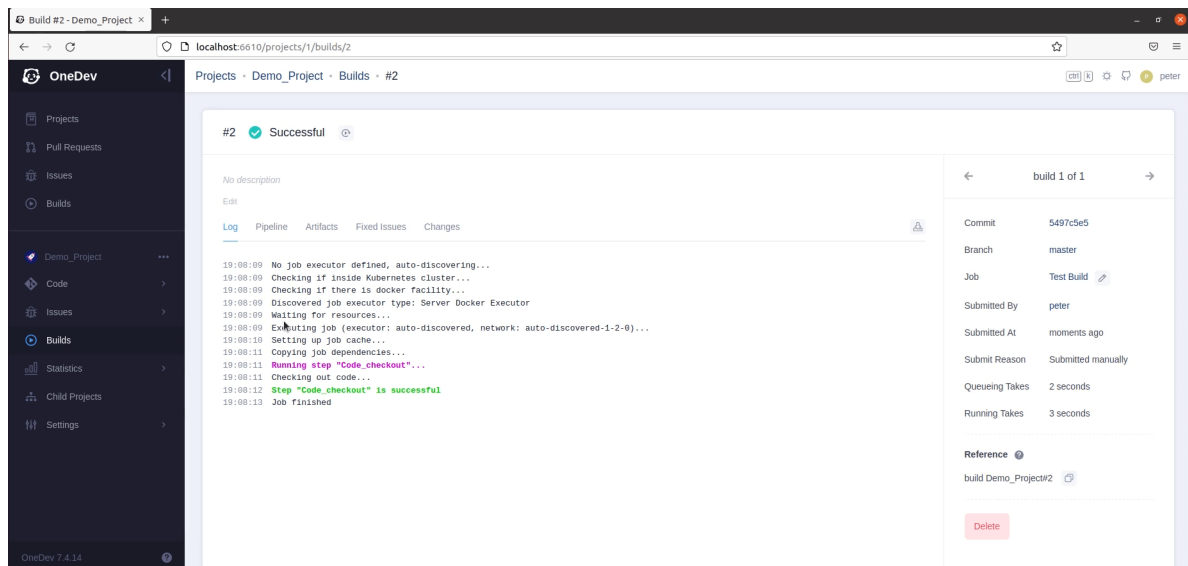 Build #2 - Demo_Project × +
localhost:6610/projects/1/builds/2
OneDev
Projects
Pull Requests
Issues
Builds
Demo_Project
Code
Issues
Builds
Statistics
Child Projects
Settings
OneDev 7.4.14
Projects • Demo_Project • Builds • #2
ctrl k P peter
#2 Successful
No description
Edit
Log Pipeline Artifacts Fixed Issues Changes
19:08:09 No job executor defined, auto-discovering...
19:08:09 Checking if inside Kubernetes cluster...
19:08:09 Checking if there is docker facility...
19:08:09 Discovered job executor type: Server Docker Executor
19:08:09 Waiting for resources...
19:08:09 Executing job (executor: auto-discovered, network: auto-discovered-1-2-0)...
19:08:10 Setting up job cache...
19:08:11 Copying job dependencies...
19:08:11 Running step "Code_checkout"...
19:08:11 Checking out code...
19:08:12 Step "Code_checkout" is successful
19:08:13 Job finished
build 1 of 1
Commit 5497c5e5
Branch master
Job Test Build
Submitted By peter
Submitted At moments ago
Submit Reason Submitted manually
Queueing Takes 2 seconds
Running Takes 3 seconds
Reference ?
build Demo_Project#2
Delete